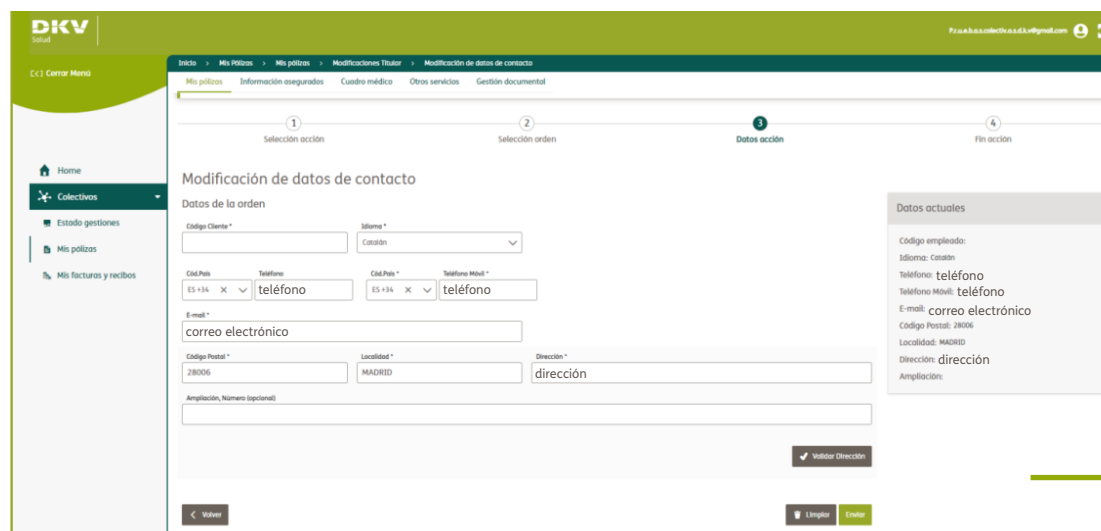 DKV
Salud
P.r.u.e.b.a.s.colectiv.o.s.d.k.v@gmail.com
[<] Cerrar Menú
Inicio > Mis Pólizas > Mis pólizas > Modificaciones Titular > Modificación de datos de contacto
Mis pólizas Información asegurados Cuadro médico Otros servicios Gestión documental
1 2 3 4
Selección acción Selección orden Datos acción Fin acción
Home
Colectivos
Estado gestiones
Mis pólizas
Mis facturas y recibos
Modificación de datos de contacto
Datos de la orden
Código Cliente * Idioma *
Catalán
Cód.País Teléfono Cód.País * Teléfono Móvil *
ES +34 teléfono ES +34 teléfono
E-mail *
correo electrónico
Código Postal * Localidad * Dirección *
28006 MADRID dirección
Ampliación, Número (opcional)
Validar Dirección
Volver Limpiar Enviar
Datos actuales
Código empleado:
Idioma: Catalán
Teléfono: teléfono
Teléfono Móvil: teléfono
E-mail: correo electrónico
Código Postal: 28006
Localidad: MADRID
Dirección: dirección
Ampliación: